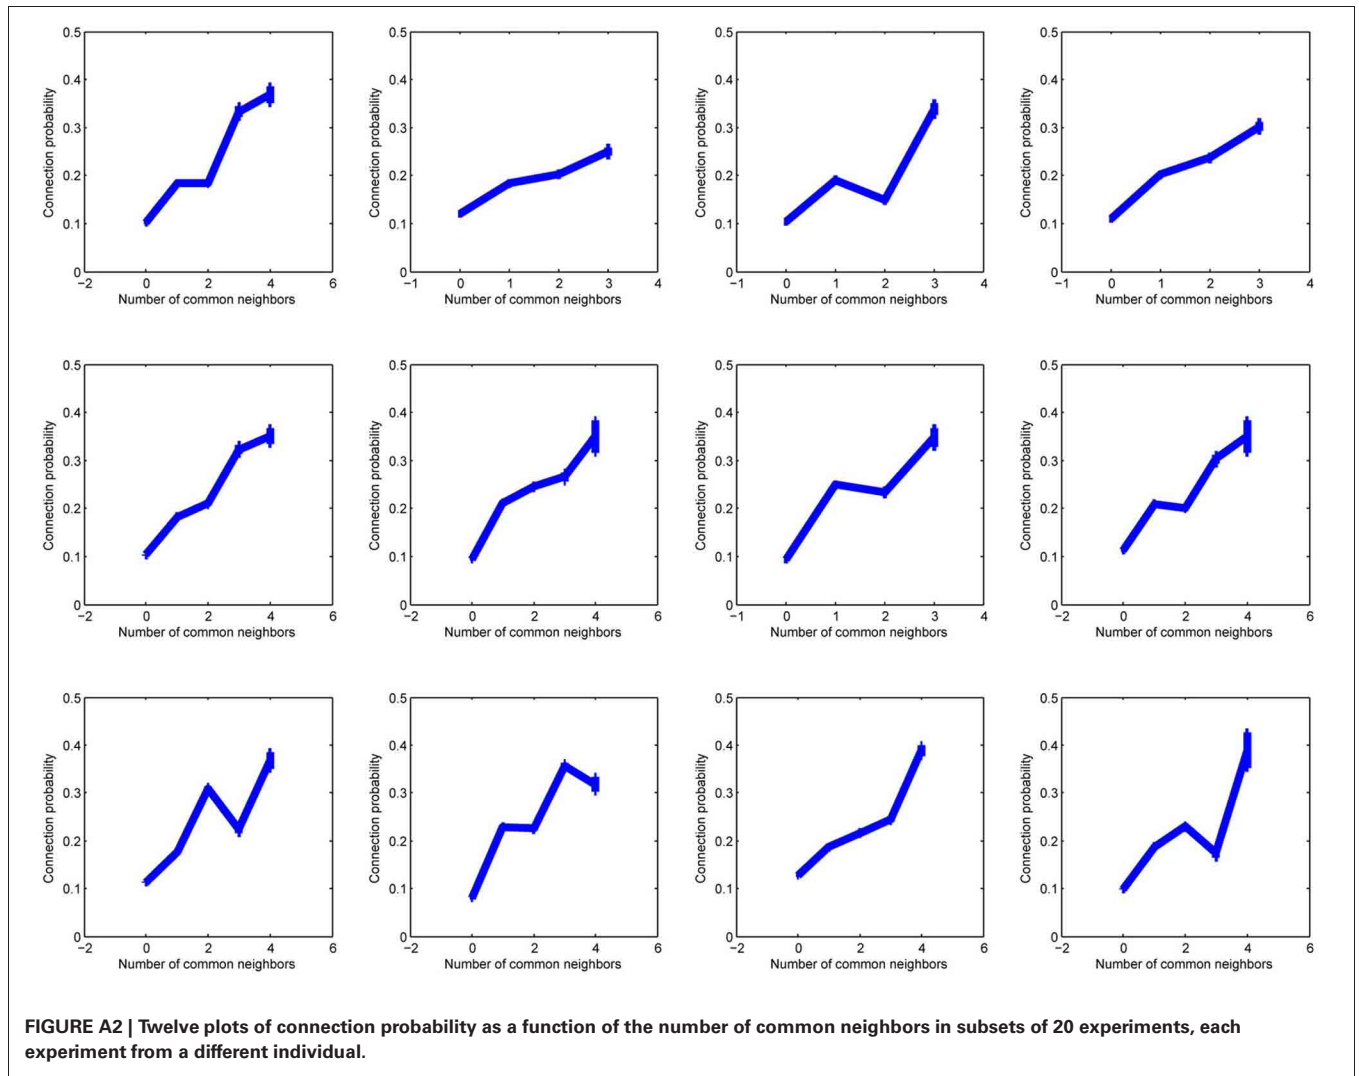 0.5 0.5 0.5 0.5
0.4 0.4 0.4 0.4
0.3 0.3 0.3 0.3
0.2 0.2 0.2 0.2
0.1 0.1 0.1 0.1
0 0 0 0
Connection probability Connection probability Connection probability Connection probability
−2 0 2 4 6 −1 0 1 2 3 4 −1 0 1 2 3 4 −1 0 1 2 3 4
Number of common neighbors Number of common neighbors Number of common neighbors Number of common neighbors
0.5 0.5 0.5 0.5
0.4 0.4 0.4 0.4
0.3 0.3 0.3 0.3
0.2 0.2 0.2 0.2
0.1 0.1 0.1 0.1
0 0 0 0
Connection probability Connection probability Connection probability Connection probability
−2 0 2 4 6 −2 0 2 4 6 −1 0 1 2 3 4 −2 0 2 4 6
Number of common neighbors Number of common neighbors Number of common neighbors Number of common neighbors
0.5 0.5 0.5 0.5
0.4 0.4 0.4 0.4
0.3 0.3 0.3 0.3
0.2 0.2 0.2 0.2
0.1 0.1 0.1 0.1
0 0 0 0
Connection probability Connection probability Connection probability Connection probability
−2 0 2 4 6 −2 0 2 4 6 −2 0 2 4 6 −2 0 2 4 6
Number of common neighbors Number of common neighbors Number of common neighbors Number of common neighbors
FIGURE A2 | Twelve plots of connection probability as a function of the number of common neighbors in subsets of 20 experiments, each
experiment from a different individual.